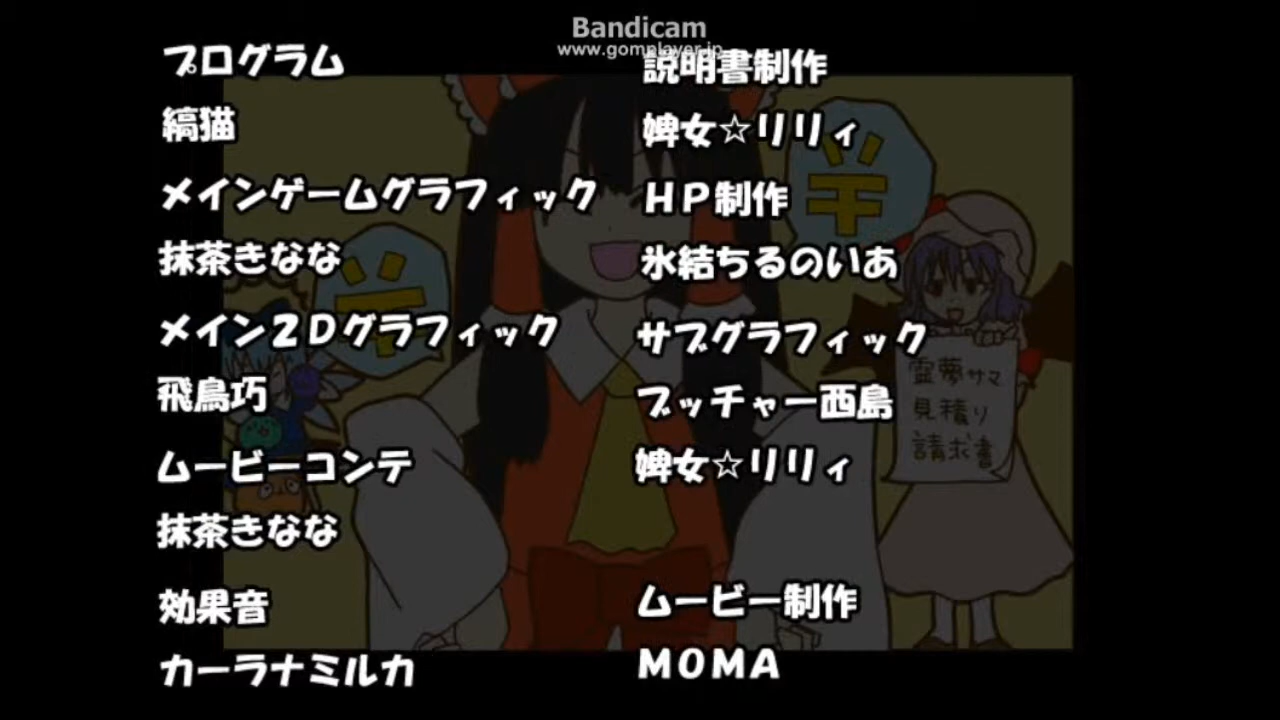 Bandicam
www.gomplayer.jp
プログラム
縞猫
メインゲームグラフィック
抹茶きなな
メイン２Ｄグラフィック
飛鳥巧
ムービーコンテ
抹茶きなな
効果音
カーラナミルカ
説明書制作
婢女☆リリィ
ＨＰ制作
氷結ちるのいあ
サブグラフィック
ブッチャー西島
婢女☆リリィ
ムービー制作
ＭＯＭＡ
霊夢サマ
見積り
請求書